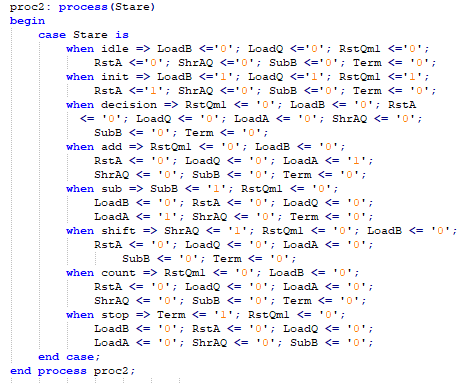 proc2: process(Stare)
begin
case Stare is
when idle => LoadB <='0'; LoadQ <='0'; RstQm1 <='0';
RstA <='0'; ShrAQ <='0'; SubB <='0'; Term <= '0';
when init => LoadB <='1'; LoadQ <='1'; RstQm1 <='1';
RstA <='1'; ShrAQ <='0'; SubB <='0'; Term <= '0';
when decision => RstQm1 <= '0'; LoadB <= '0'; RstA
<= '0'; LoadQ <= '0'; LoadA <= '0'; ShrAQ <= '0';
SubB <= '0'; Term <= '0';
when add => RstQm1 <= '0'; LoadB <= '0';
RstA <= '0'; LoadQ <= '0'; LoadA <= '1';
ShrAQ <= '0'; SubB <= '0'; Term <= '0';
when sub => SubB <= '1'; RstQm1 <= '0';
LoadB <= '0'; RstA <= '0'; LoadQ <= '0';
LoadA <= '1'; ShrAQ <= '0'; Term <= '0';
when shift => ShrAQ <= '1'; RstQm1 <= '0'; LoadB <= '0';
RstA <= '0'; LoadQ <= '0'; LoadA <= '0';
SubB <= '0'; Term <= '0';
when count => RstQm1 <= '0'; LoadB <= '0';
RstA <= '0'; LoadQ <= '0'; LoadA <= '0';
ShrAQ <= '0'; SubB <= '0'; Term <= '0';
when stop => Term <= '1'; RstQm1 <= '0';
LoadB <= '0'; RstA <= '0'; LoadQ <= '0';
LoadA <= '0'; ShrAQ <= '0'; SubB <= '0';
end case;
end process proc2;